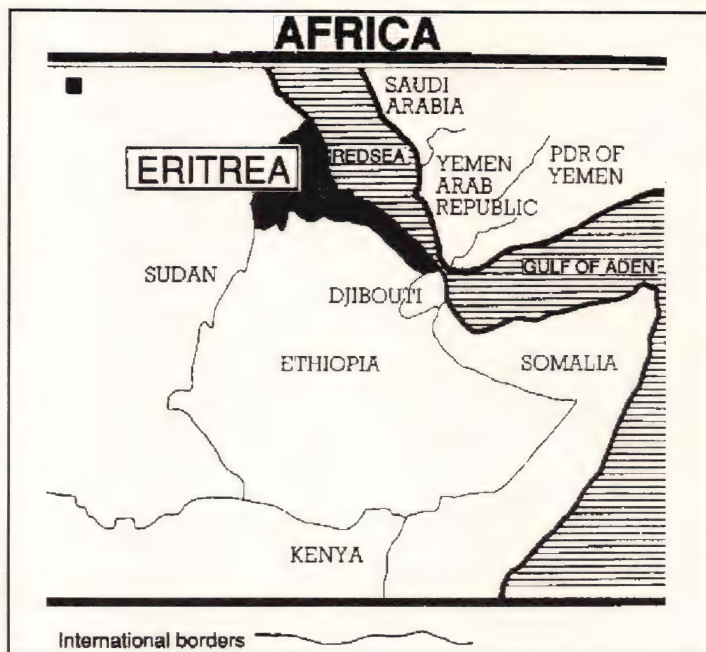 AFRICA
SAUDI
ARABIA
REDSEA
YEMEN
ARAB
REPUBLIC
PDR OF
YEMEN
ERITREA
SUDAN
GULF OF ADEN
DJIBOUTI
ETHIOPIA
SOMALIA
KENYA
International borders